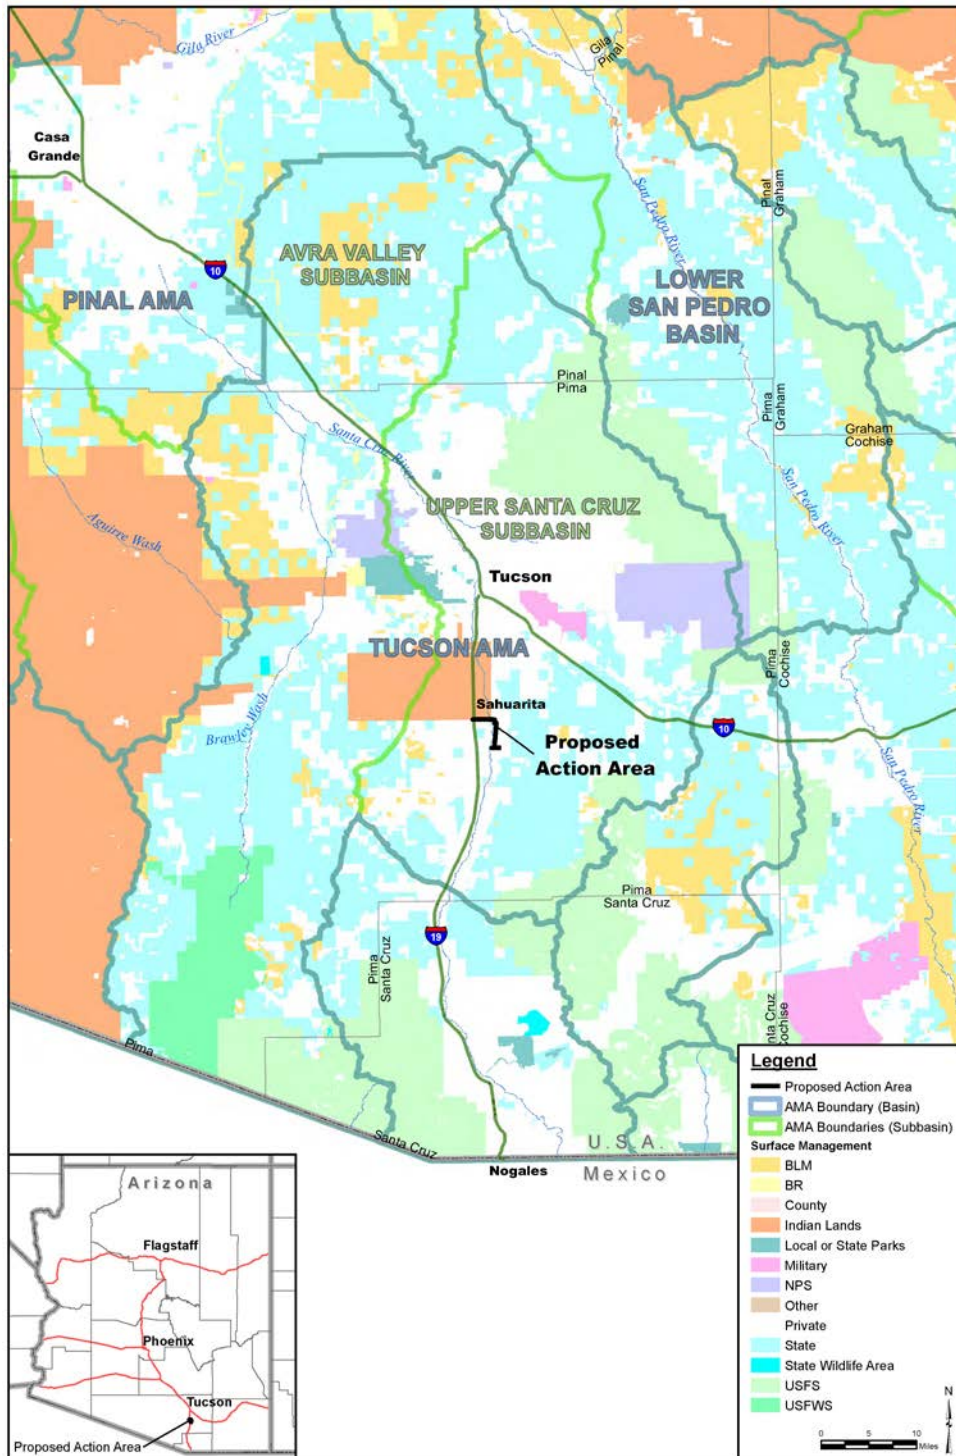 Gila River
Gila
Pinal
Casa
Grande
San Pedro River
Pinal
Graham
AVRA VALLEY
SUBBASIN
10
PINAL AMA
LOWER
SAN PEDRO
BASIN
Pinal
Pima
Pima
Graham
Graham
Cochise
Santa Cruz River
San Pedro River
UPPER SANTA CRUZ
SUBBASIN
Aguirre Wash
Tucson
TUCSON AMA
Pima
Cochise
Sahuarita
Brawley Wash
10
Proposed
Action Area
San Pedro River
Pima
Santa Cruz
19
Pima
Santa Cruz
Santa Cruz
Cochise
Pima
Santa Cruz
U.S.A.
Nogales
Mexico
Legend
Proposed Action Area
AMA Boundary (Basin)
AMA Boundaries (Subbasin)
Surface Management
BLM
BR
County
Indian Lands
Local or State Parks
Military
NPS
Other
Private
State
State Wildlife Area
USFS
USFWS
N
0 5 10
Miles
Arizona
Flagstaff
Phoenix
Tucson
Proposed Action Area